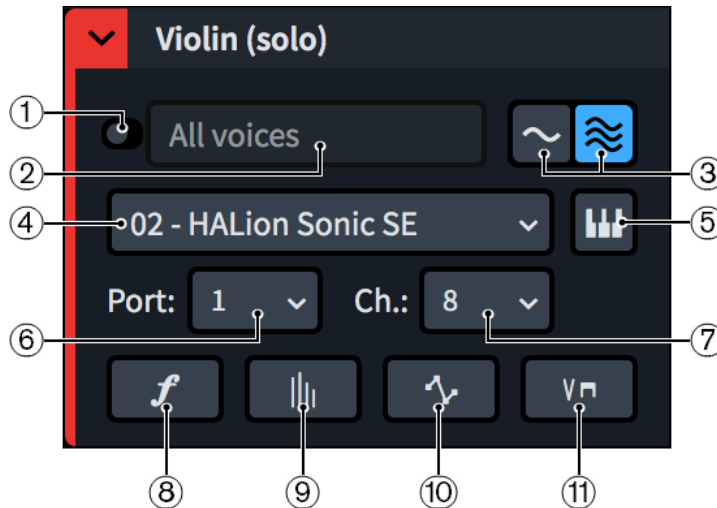 Violin (solo)
①
All voices
②
③
④
02 - HALion Sonic SE
⑤
Port: 1 Ch.: 8
⑥
⑦
f
V
⑧ ⑨ ⑩ ⑪